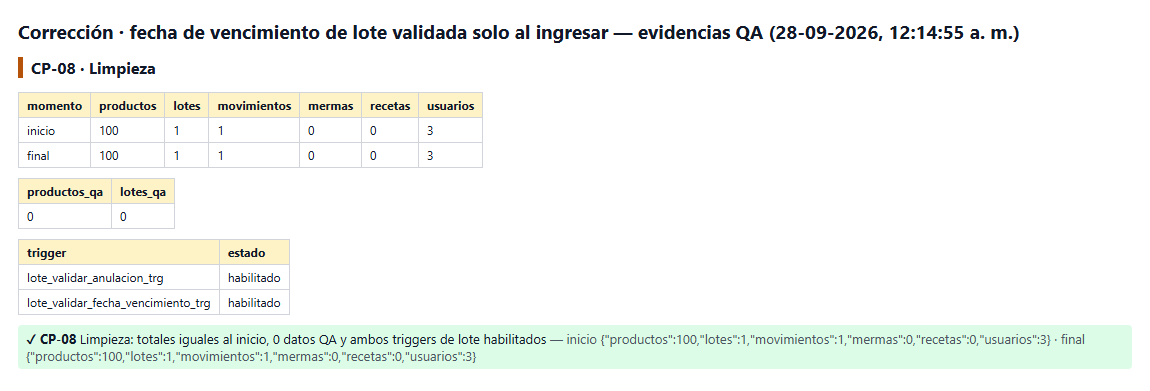 Corrección · fecha de vencimiento de lote validada solo al ingresar — evidencias QA (28-09-2026, 12:14:55 a. m.)
CP-08 · Limpieza
momento productos lotes movimientos mermas recetas usuarios
inicio 100 1 1 0 0 3
final 100 1 1 0 0 3
productos_qa lotes_qa
0 0
trigger estado
lote_validar_anulacion_trg habilitado
lote_validar_fecha_vencimiento_trg habilitado
✓ CP-08 Limpieza: totales iguales al inicio, 0 datos QA y ambos triggers de lote habilitados — inicio {"productos":100,"lotes":1,"movimientos":1,"mermas":0,"recetas":0,"usuarios":3} · final
{"productos":100,"lotes":1,"movimientos":1,"mermas":0,"recetas":0,"usuarios":3}